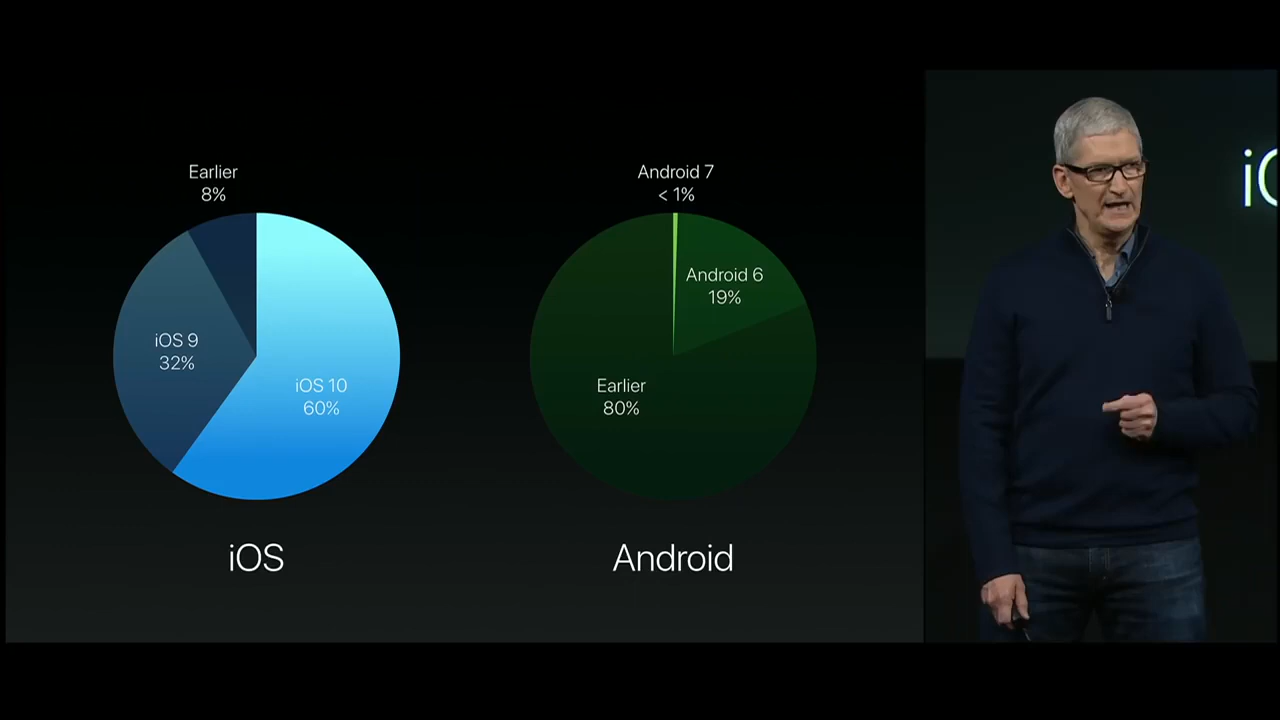 Earlier
8%
iOS 9
32%
iOS 10
60%
iOS
Android 7
< 1%
Android 6
19%
Earlier
80%
Android